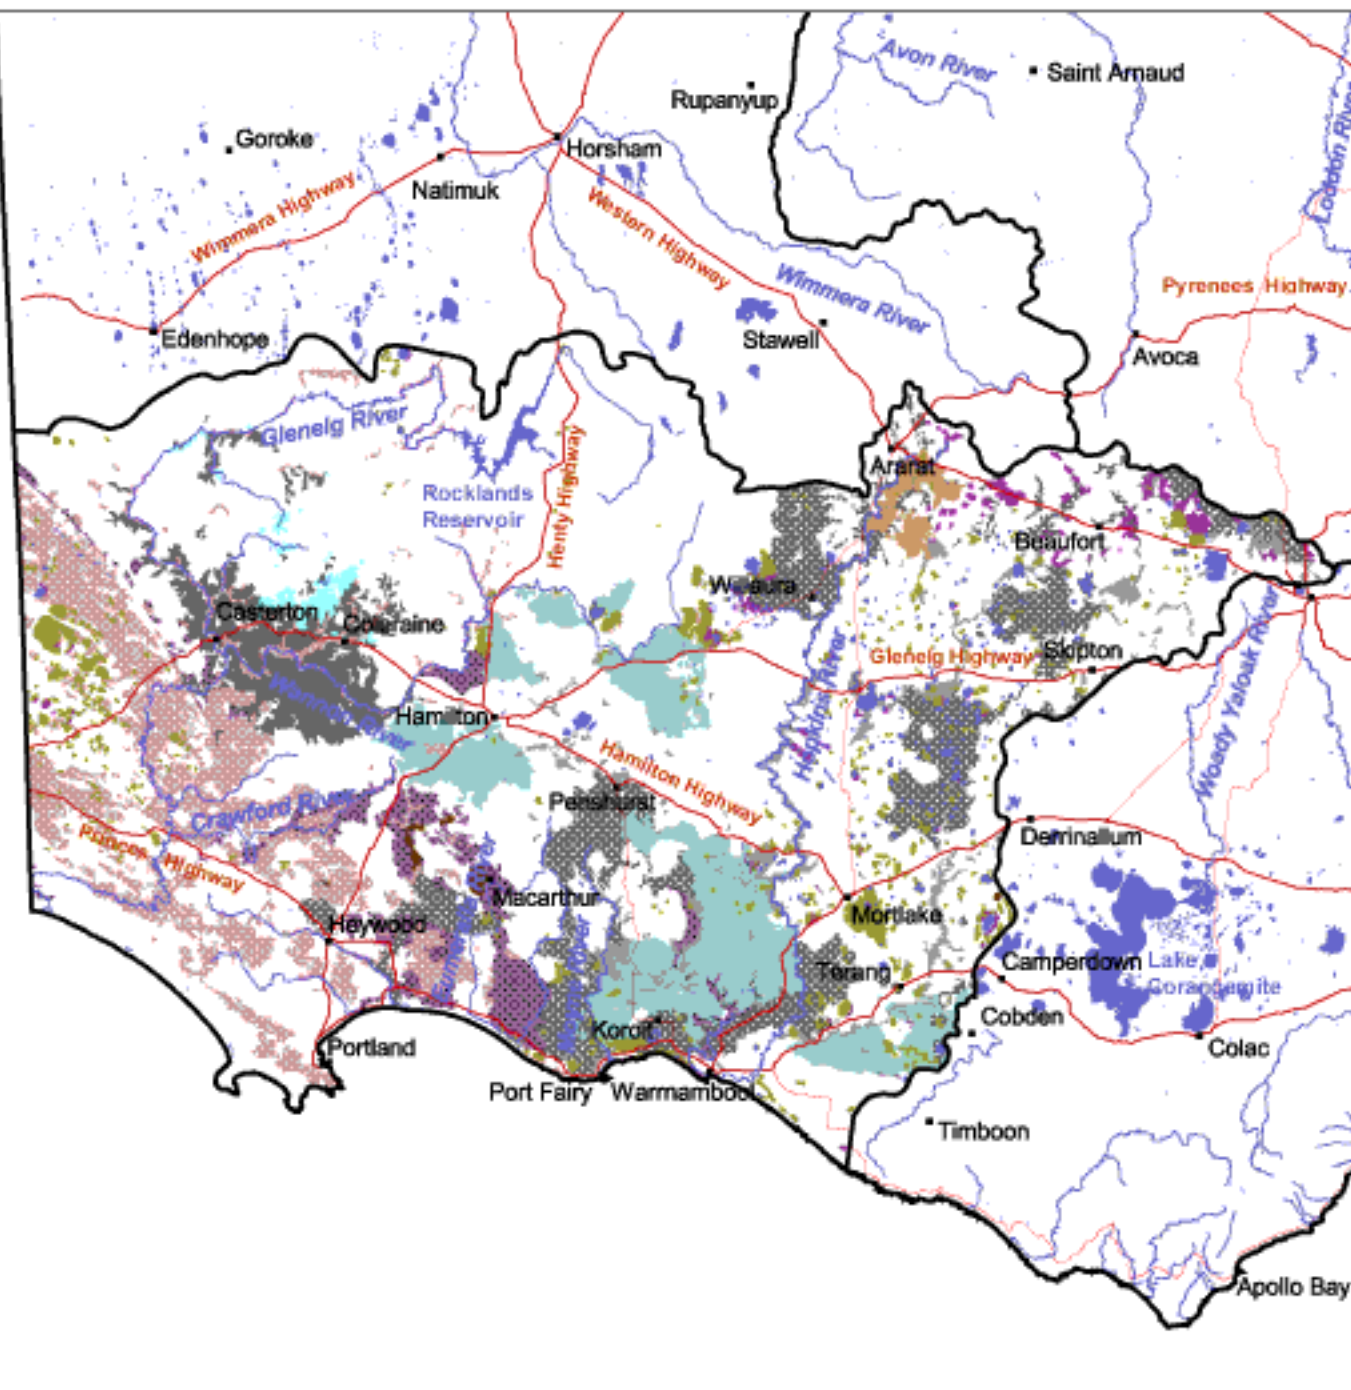 Avon River
Saint Arnaud
Rupanyup
Loddon River
Goroke
Horsham
Natimuk
Wimmera Highway
Western Highway
Wimmera River
Pyrenees Highway
Edenhope
Stawell
Avoca
Glenelg River
Henty Highway
Ararat
Rocklands
Reservoir
Beaufort
Casterton
Coleraine
Skipton
Glenelg Highway
Woady Yaloak River
Hopkins River
Wannon River
Hamilton
Hamilton Highway
Penshurst
Crawford River
Princes Highway
Derrinallum
Macarthur
Heywood
Mortlake
Terang
Camperdown
Lake
Corangamite
Cobden
Koroit
Portland
Colac
Port Fairy
Warrnambool
Timboon
Apollo Bay